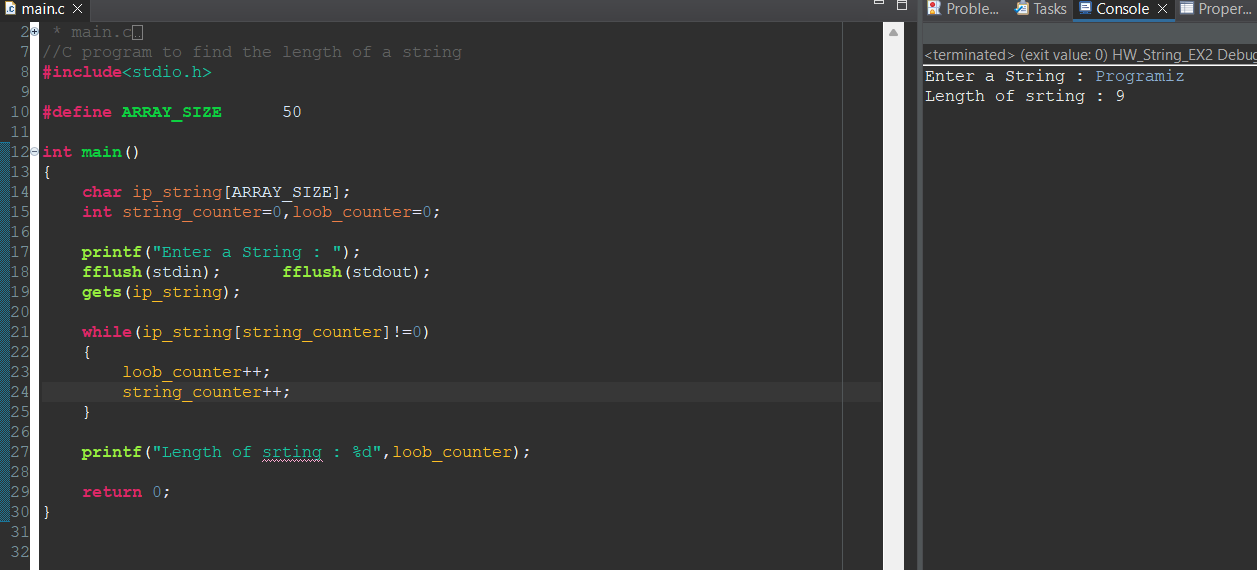 main.c
2 * main.c
7 //C program to find the length of a string
8 #include<stdio.h>
9
10 #define ARRAY_SIZE      50
11
12 int main()
13 {
14     char ip_string[ARRAY_SIZE];
15     int string_counter=0,loob_counter=0;
16
17     printf("Enter a String : ");
18     fflush(stdin);      fflush(stdout);
19     gets(ip_string);
20
21     while(ip_string[string_counter]!=0)
22     {
23         loob_counter++;
24         string_counter++;
25     }
26
27     printf("Length of srting : %d",loob_counter);
28
29     return 0;
30 }
31
32
Proble... Tasks Console Proper...
<terminated> (exit value: 0) HW_String_EX2 Debug
Enter a String : Programiz
Length of srting : 9